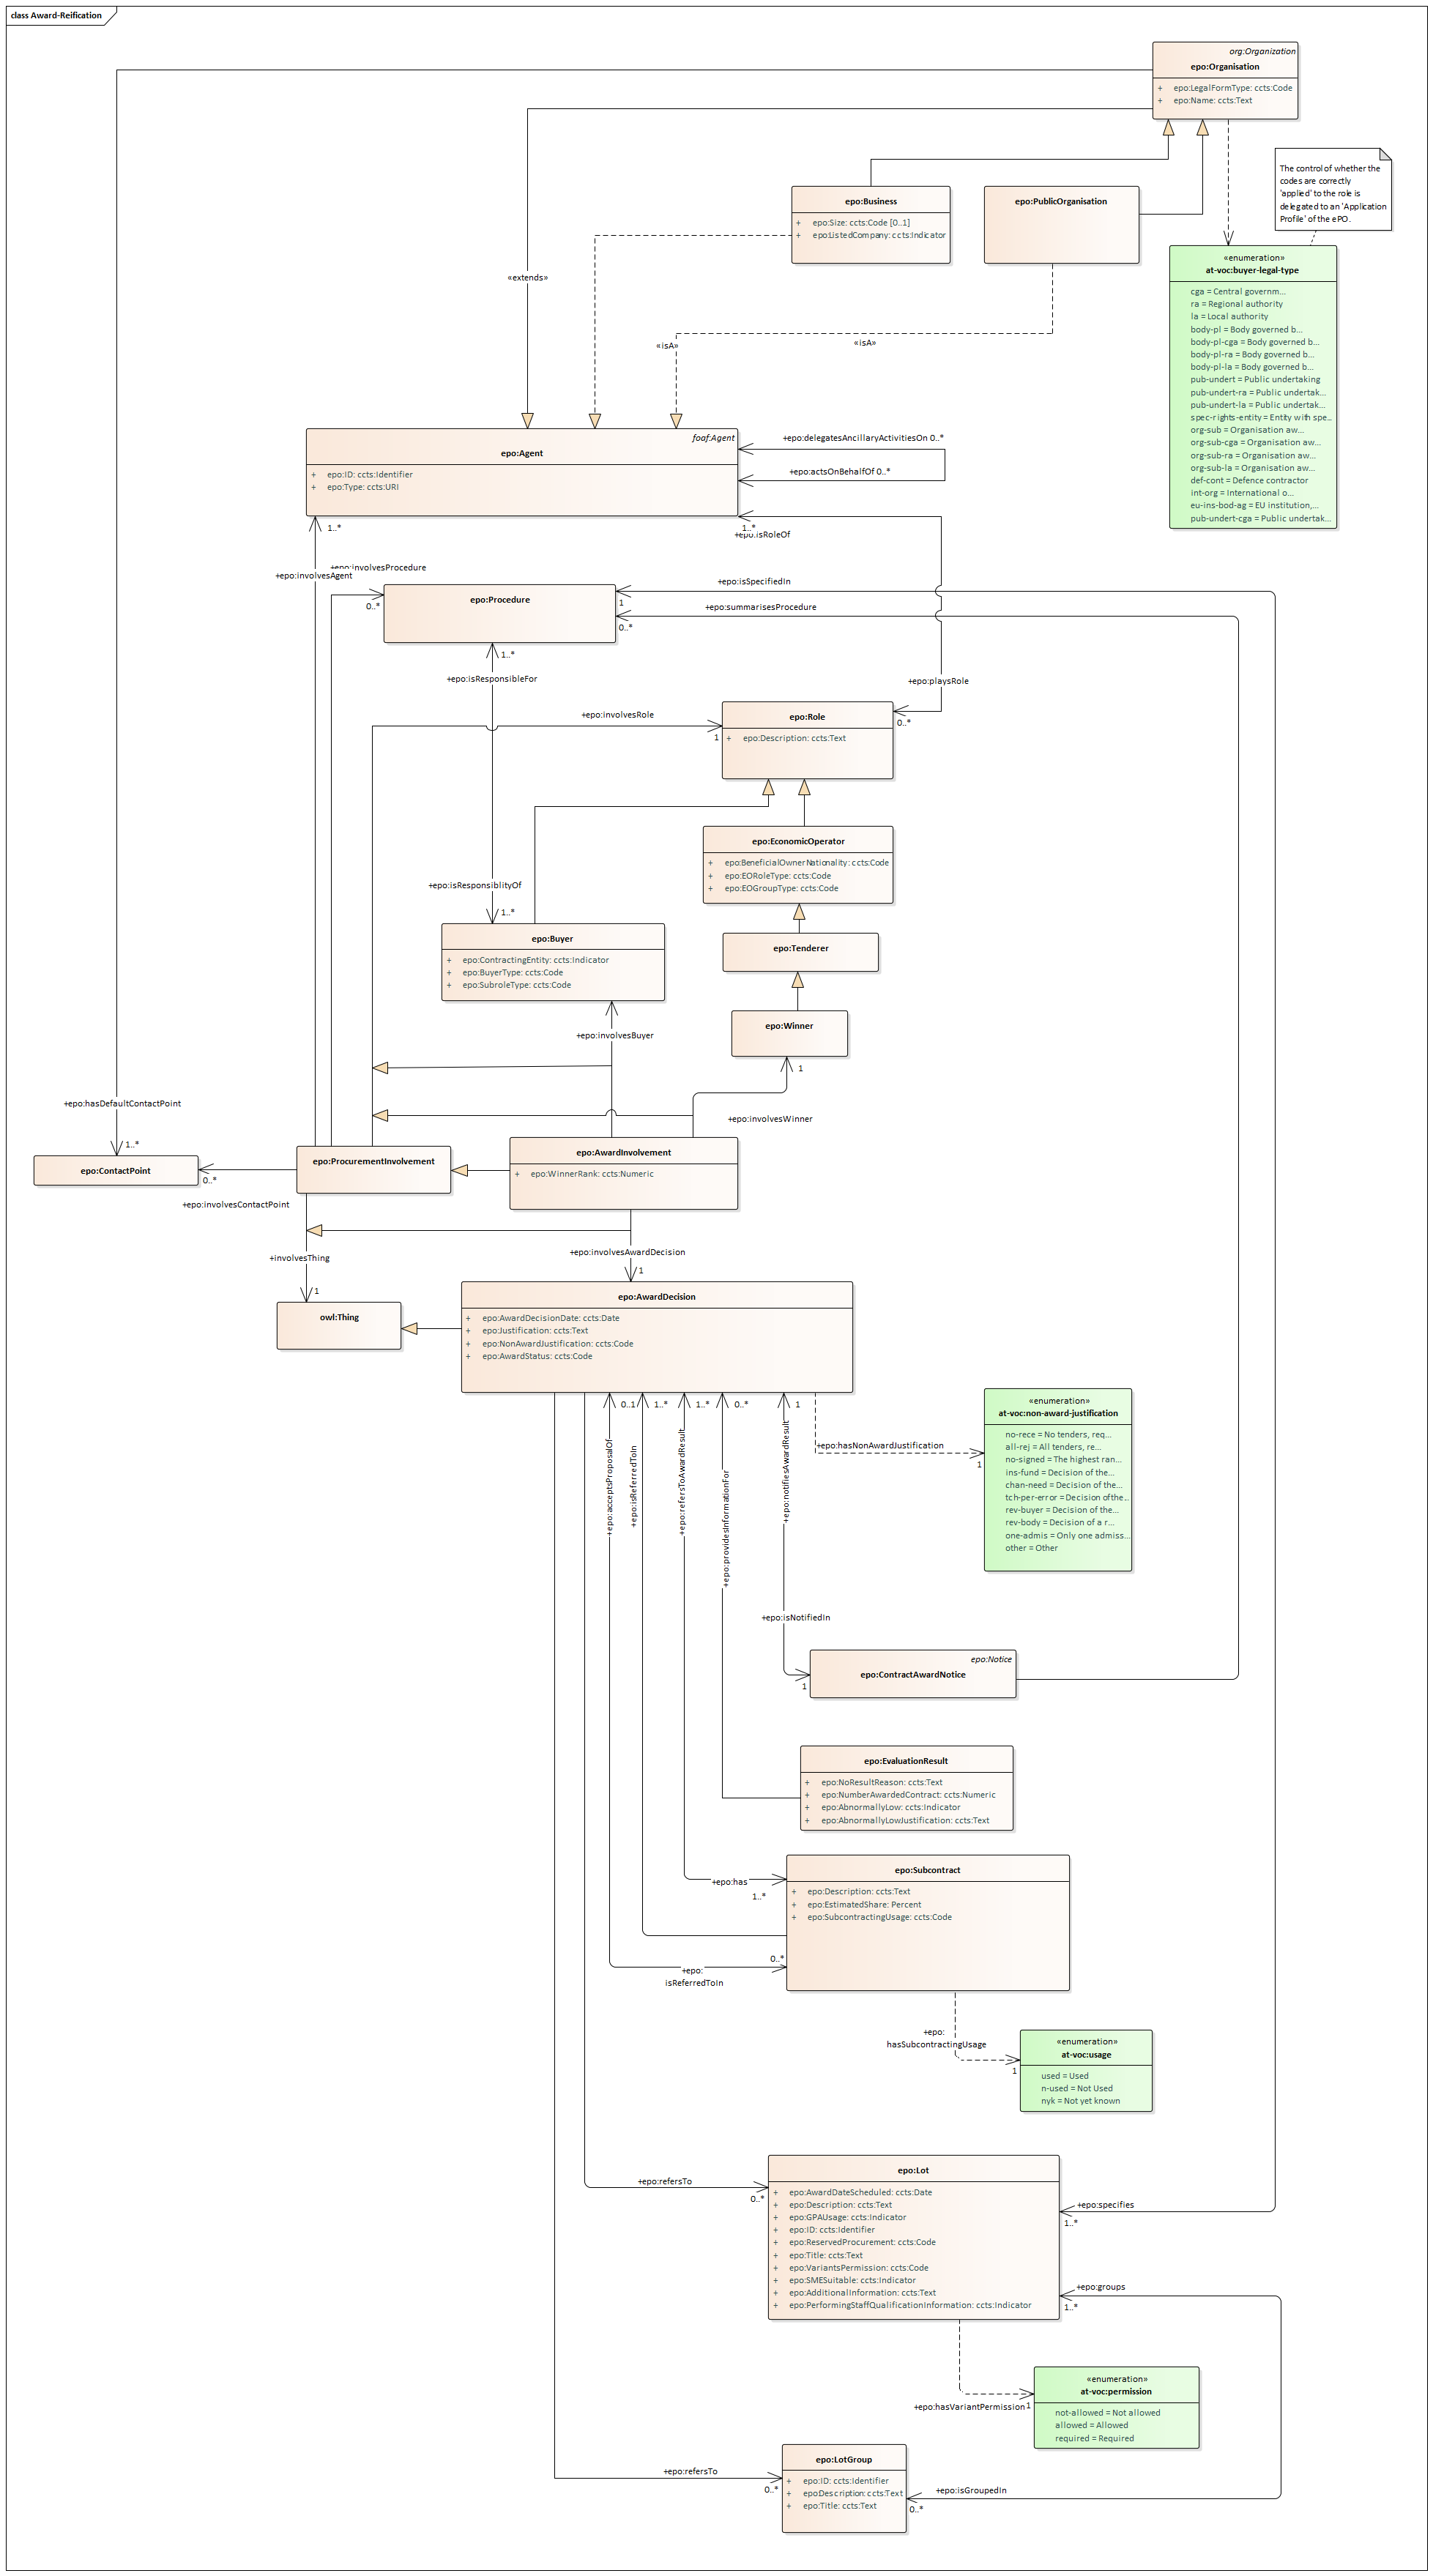 class Award-Reification
org:Organization
epo:Organisation
+ epo:LegalFormType: ccts:Code
+ epo:Name: ccts:Text
The control of whether the
codes are correctly
'applied' to the role is
delegated to an 'Application
Profile' of the ePO.
epo:Business
+ epo:Size: ccts:Code [0..1]
+ epo:ListedCompany: ccts:Indicator
epo:PublicOrganisation
«enumeration»
at-voc:buyer-legal-type
cga = Central governm...
ra = Regional authority
la = Local authority
body-pl = Body governed b...
body-pl-cga = Body governed b...
body-pl-ra = Body governed b...
body-pl-la = Body governed b...
pub-undert = Public undertaking
pub-undert-ra = Public undertak...
pub-undert-la = Public undertak...
spec-rights-entity = Entity with spe...
org-sub = Organisation aw...
org-sub-cga = Organisation aw...
org-sub-ra = Organisation aw...
org-sub-la = Organisation aw...
def-cont = Defence contractor
int-org = International o...
eu-ins-bod-ag = EU institution,...
pub-undert-cga = Public undertak...
«extends»
«isA»
«isA»
foaf:Agent
epo:Agent
+ epo:ID: ccts:Identifier
+ epo:Type: ccts:URI
+epo:delegatesAncillaryActivitiesOn 0..*
+epo:actsOnBehalfOf 0..*
1..*
1..*
+epo:isRoleOf
+epo:involvesProcedure
+epo:involvesAgent
epo:Procedure
0..*
+epo:isSpecifiedIn
1
+epo:summarisesProcedure
0..*
1..*
+epo:isResponsibleFor
+epo:playsRole
0..*
+epo:involvesRole
1
epo:Role
+ epo:Description: ccts:Text
epo:EconomicOperator
+ epo:BeneficialOwnerNationality: ccts:Code
+ epo:EORoleType: ccts:Code
+ epo:EOGroupType: ccts:Code
+epo:isResponsiblityOf
1..*
epo:Buyer
+ epo:ContractingEntity: ccts:Indicator
+ epo:BuyerType: ccts:Code
+ epo:SubroleType: ccts:Code
epo:Tenderer
epo:Winner
+epo:involvesBuyer
1
+epo:hasDefaultContactPoint
+epo:involvesWinner
1..*
epo:ContactPoint
0..*
+epo:involvesContactPoint
epo:ProcurementInvolvement
epo:AwardInvolvement
+ epo:WinnerRank: ccts:Numeric
+involvesThing
1
+epo:involvesAwardDecision
1
owl:Thing
epo:AwardDecision
+ epo:AwardDecisionDate: ccts:Date
+ epo:Justification: ccts:Text
+ epo:NonAwardJustification: ccts:Code
+ epo:AwardStatus: ccts:Code
0..1
1..*
1..*
0..*
1
+epo:acceptsProposalOf
+epo:isReferredToIn
+epo:refersToAwardResult
+epo:providesInformationFor
+epo:notifiesAwardResult
+epo:hasNonAwardJustification
1
«enumeration»
at-voc:non-award-justification
no-rece = No tenders, req...
all-rej = All tenders, re...
no-signed = The highest ran...
ins-fund = Decision of the...
chan-need = Decision of the...
tch-per-error = Decision ofthe...
rev-buyer = Decision of the...
rev-body = Decision of a r...
one-admis = Only one admiss...
other = Other
+epo:isNotifiedIn
1
epo:Notice
epo:ContractAwardNotice
epo:EvaluationResult
+ epo:NoResultReason: ccts:Text
+ epo:NumberAwardedContract: ccts:Numeric
+ epo:AbnormallyLow: ccts:Indicator
+ epo:AbnormallyLowJustification: ccts:Text
+epo:has
1..*
epo:Subcontract
+ epo:Description: ccts:Text
+ epo:EstimatedShare: Percent
+ epo:SubcontractingUsage: ccts:Code
0..*
+epo:
isReferredToIn
+epo:
hasSubcontractingUsage
1
«enumeration»
at-voc:usage
used = Used
n-used = Not Used
nyk = Not yet known
+epo:refersTo
0..*
epo:Lot
+ epo:AwardDateScheduled: ccts:Date
+ epo:Description: ccts:Text
+ epo:GPAUsage: ccts:Indicator
+ epo:ID: ccts:Identifier
+ epo:ReservedProcurement: ccts:Code
+ epo:Title: ccts:Text
+ epo:VariantsPermission: ccts:Code
+ epo:SMESuitable: ccts:Indicator
+ epo:AdditionalInformation: ccts:Text
+ epo:PerformingStaffQualificationInformation: ccts:Indicator
+epo:specifies
1..*
+epo:groups
1..*
+epo:hasVariantPermission
1
«enumeration»
at-voc:permission
not-allowed = Not allowed
allowed = Allowed
required = Required
+epo:refersTo
0..*
epo:LotGroup
+ epo:ID: ccts:Identifier
+ epo:Description: ccts:Text
+ epo:Title: ccts:Text
+epo:isGroupedIn
0..*